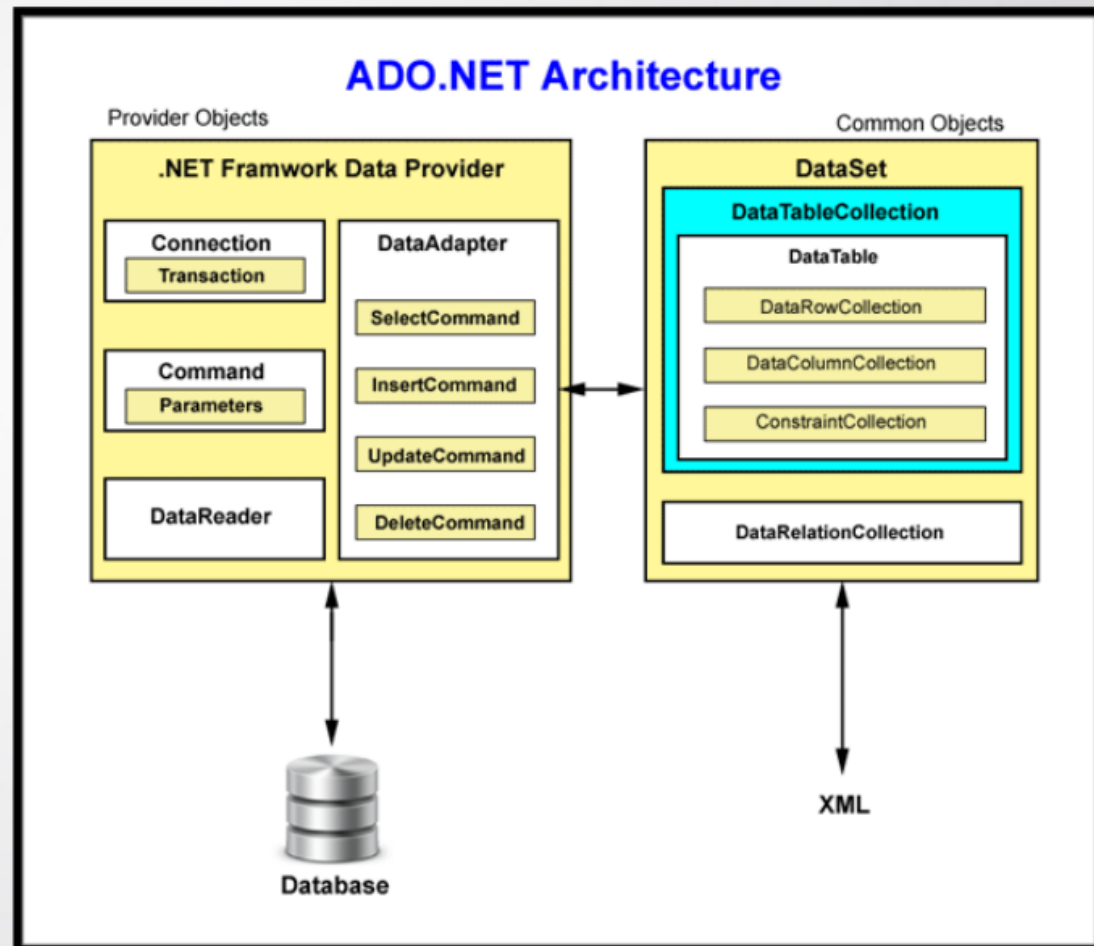 ADO.NET Architecture
Provider Objects
Common Objects
.NET Framwork Data Provider
Connection
Transaction
Command
Parameters
DataReader
DataAdapter
SelectCommand
InsertCommand
UpdateCommand
DeleteCommand
DataSet
DataTableCollection
DataTable
DataRowCollection
DataColumnCollection
ConstraintCollection
DataRelationCollection
Database
XML